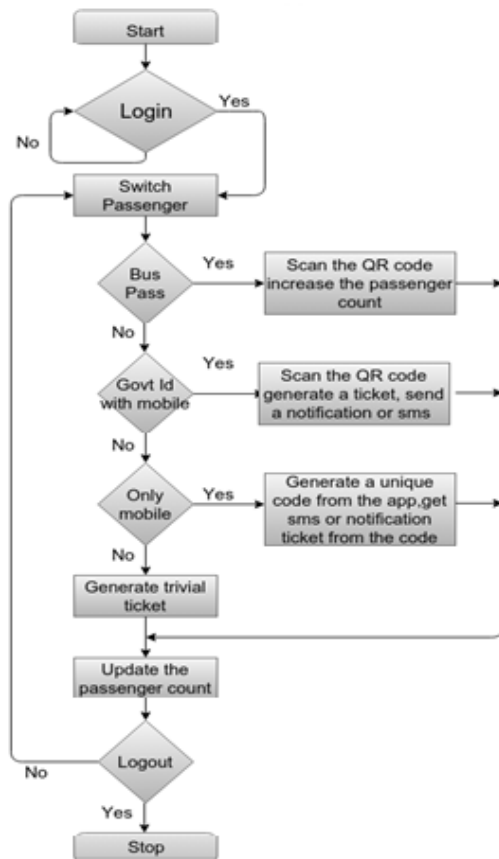 Start
Login
Yes
No
Switch
Passenger
Bus
Pass
Yes
Scan the QR code
increase the passenger
count
No
Govt Id
with mobile
Yes
Scan the QR code
generate a ticket, send
a notification or sms
No
Only
mobile
Yes
Generate a unique
code from the app,get
sms or notification
ticket from the code
No
Generate trivial
ticket
Update the
passenger count
Logout
No
Yes
Stop